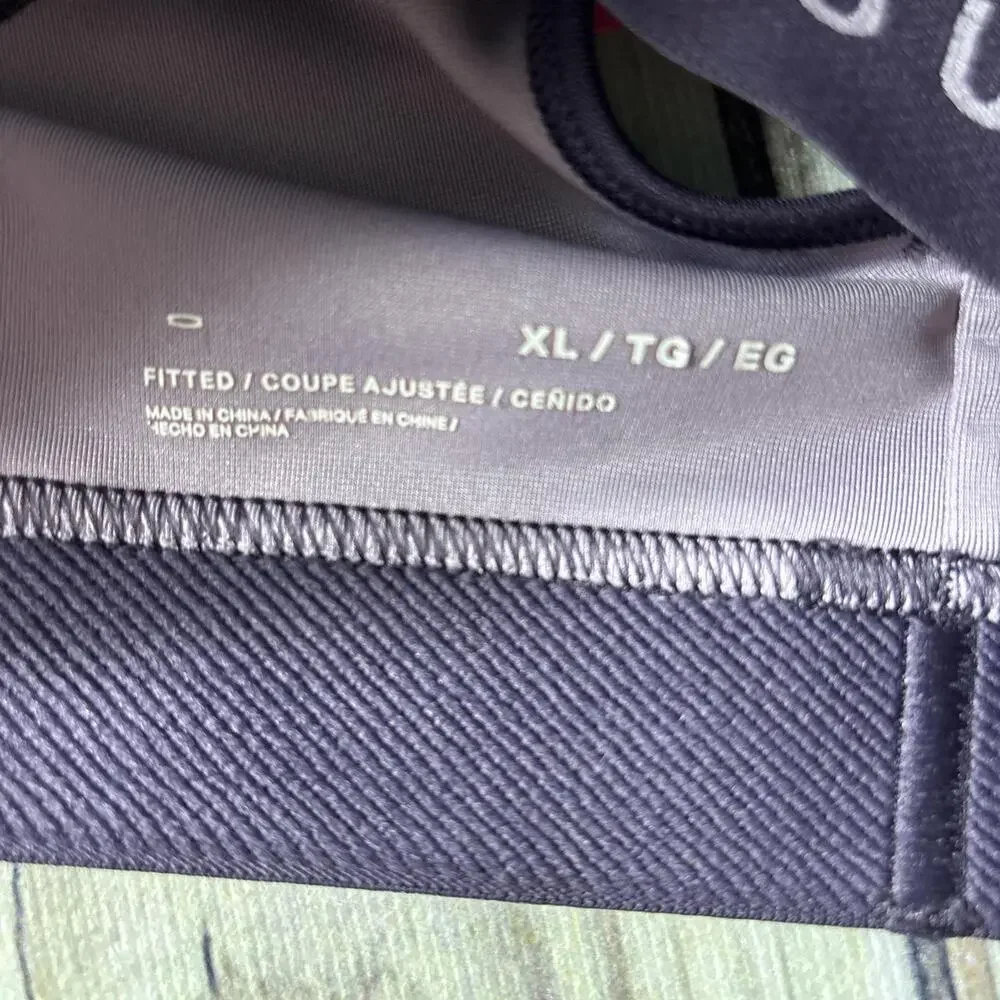 XL / TG / EG
FITTED / COUPE AJUSTÉE / CEÑIDO
MADE IN CHINA / FABRIQUÉ EN CHINE /
HECHO EN CHINA